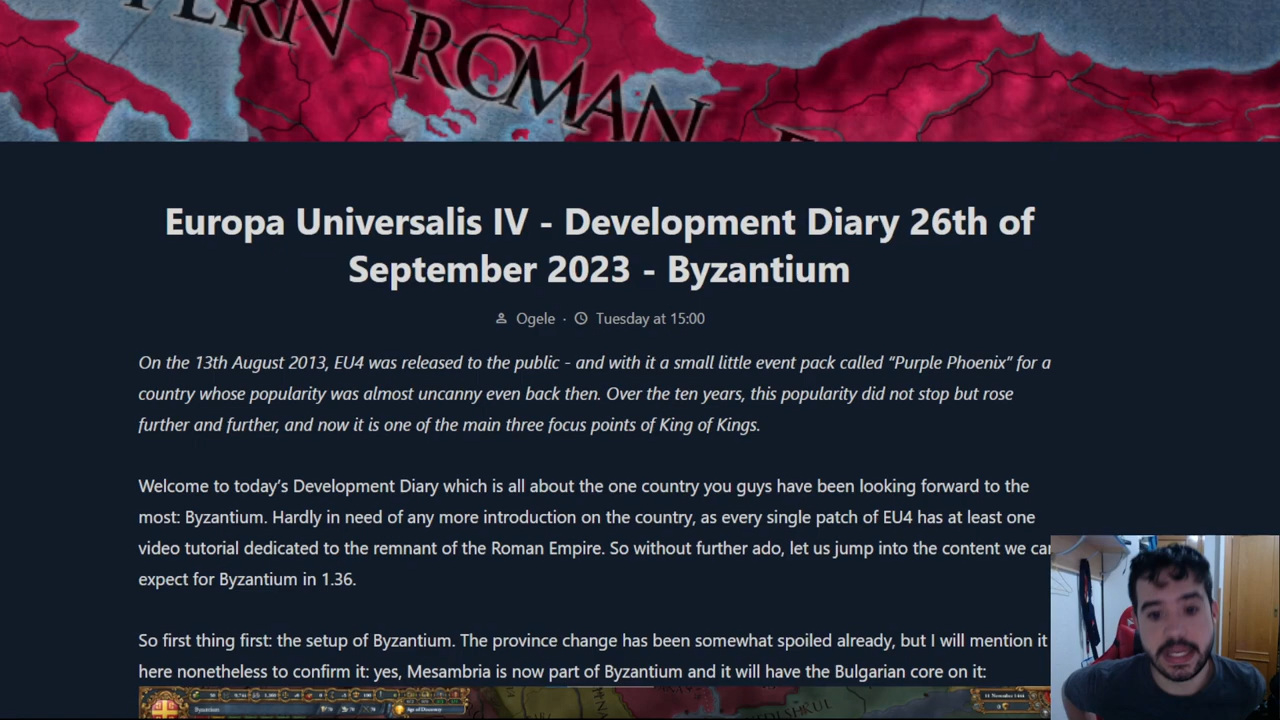 TERN ROMAN E
Europa Universalis IV - Development Diary 26th of
September 2023 - Byzantium
Ogele · Tuesday at 15:00
On the 13th August 2013, EU4 was released to the public - and with it a small little event pack called “Purple Phoenix” for a
country whose popularity was almost uncanny even back then. Over the ten years, this popularity did not stop but rose
further and further, and now it is one of the main three focus points of King of Kings.
Welcome to today’s Development Diary which is all about the one country you guys have been looking forward to the
most: Byzantium. Hardly in need of any more introduction on the country, as every single patch of EU4 has at least one
video tutorial dedicated to the remnant of the Roman Empire. So without further ado, let us jump into the content we can
expect for Byzantium in 1.36.
So first thing first: the setup of Byzantium. The province change has been somewhat spoiled already, but I will mention it
here nonetheless to confirm it: yes, Mesambria is now part of Byzantium and it will have the Bulgarian core on it:
Byzantium
Age of Discovery